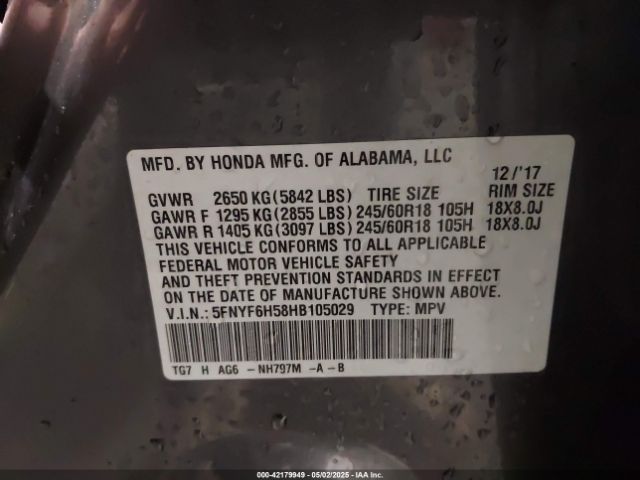 MFD. BY HONDA MFG. OF ALABAMA, LLC 12/'17
GVWR 2650 KG (5842 LBS) TIRE SIZE RIM SIZE
GAWR F 1295 KG (2855 LBS) 245/60R18 105H 18X8.0J
GAWR R 1405 KG (3097 LBS) 245/60R18 105H 18X8.0J
THIS VEHICLE CONFORMS TO ALL APPLICABLE
FEDERAL MOTOR VEHICLE SAFETY
AND THEFT PREVENTION STANDARDS IN EFFECT
ON THE DATE OF MANUFACTURE SHOWN ABOVE.
V.I.N.: 5FNYF6H58HB105029 TYPE: MPV
TG7 H AG6 -NH797M -A -B
000-42179949 - 05/02/2025 - IAA Inc.